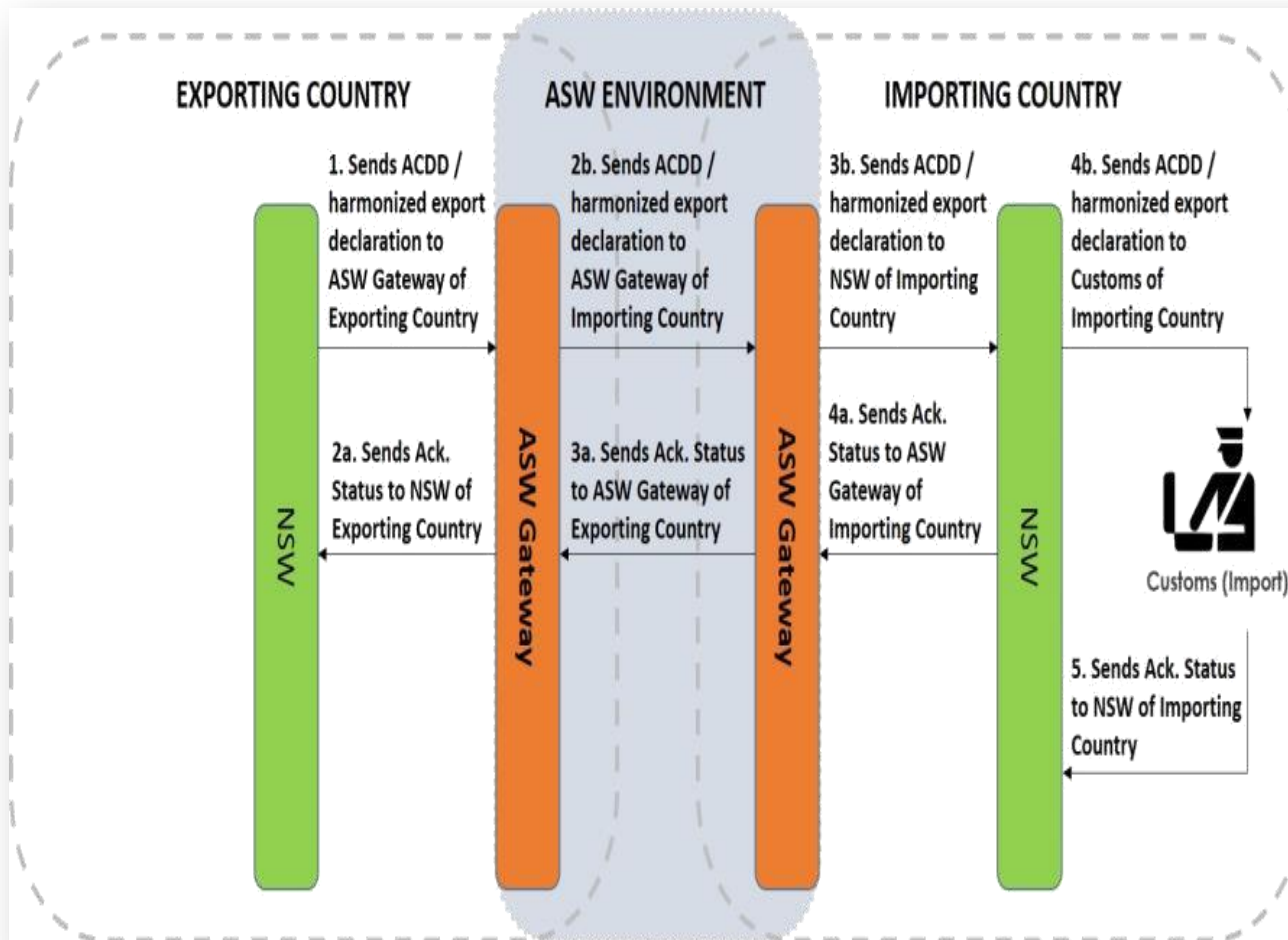 EXPORTING COUNTRY
ASW ENVIRONMENT
IMPORTING COUNTRY
1. Sends ACDD /
harmonized export
declaration to
ASW Gateway of
Exporting Country
2b. Sends ACDD /
harmonized export
declaration to
ASW Gateway of
Importing Country
3b. Sends ACDD /
harmonized export
declaration to
NSW of Importing
Country
4b. Sends ACDD /
harmonized export
declaration to
Customs of
Importing Country
2a. Sends Ack.
Status to NSW of
Exporting Country
3a. Sends Ack. Status
to ASW Gateway of
Exporting Country
4a. Sends Ack.
Status to ASW
Gateway of
Importing Country
NSW
ASW Gateway
ASW Gateway
NSW
Customs (Import)
5. Sends Ack. Status
to NSW of Importing
Country